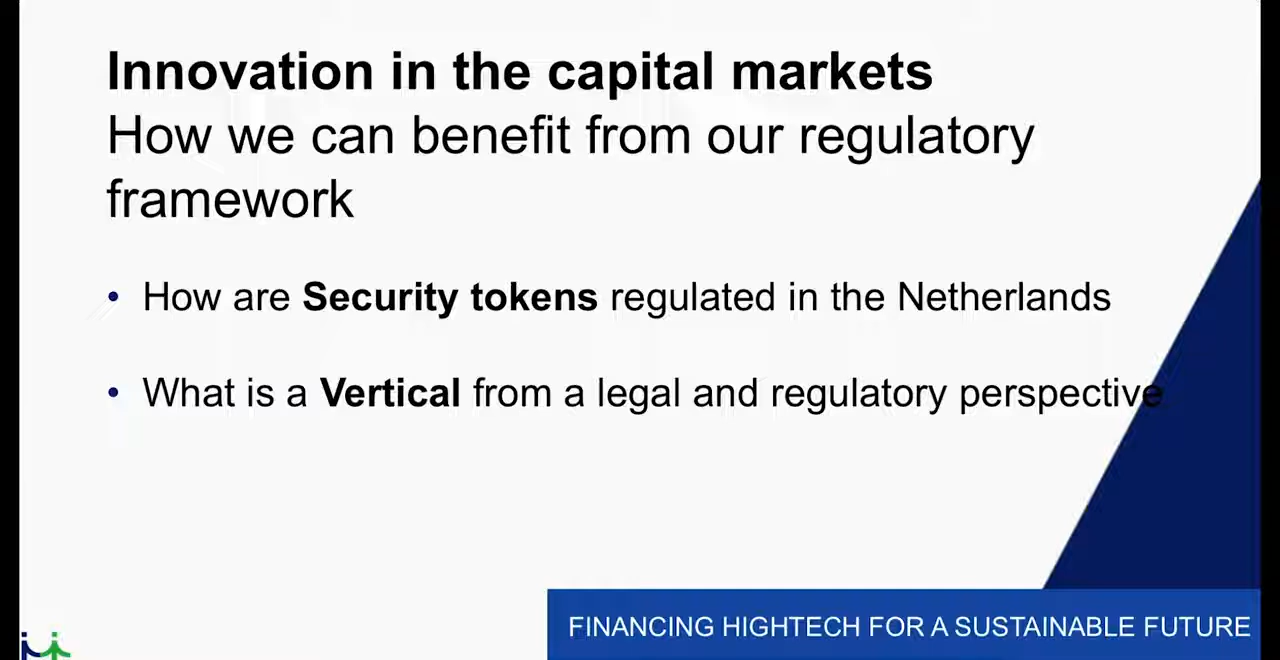 Innovation in the capital markets
How we can benefit from our regulatory
framework
• How are Security tokens regulated in the Netherlands
• What is a Vertical from a legal and regulatory perspective
FINANCING HIGHTECH FOR A SUSTAINABLE FUTURE